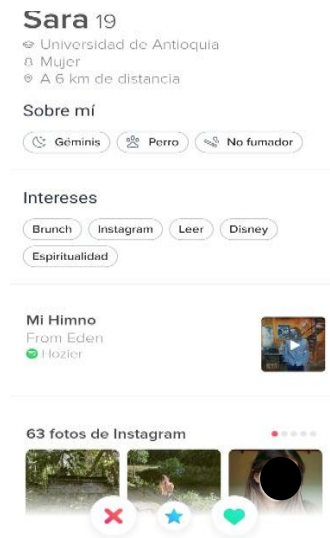 Sara 19
Universidad de Antioquia
Mujer
A 6 km de distancia
Sobre mí
Géminis Perro No fumador
Intereses
Brunch Instagram Leer Disney
Espiritualidad
Mi Himno
From Eden
Hozier
63 fotos de Instagram